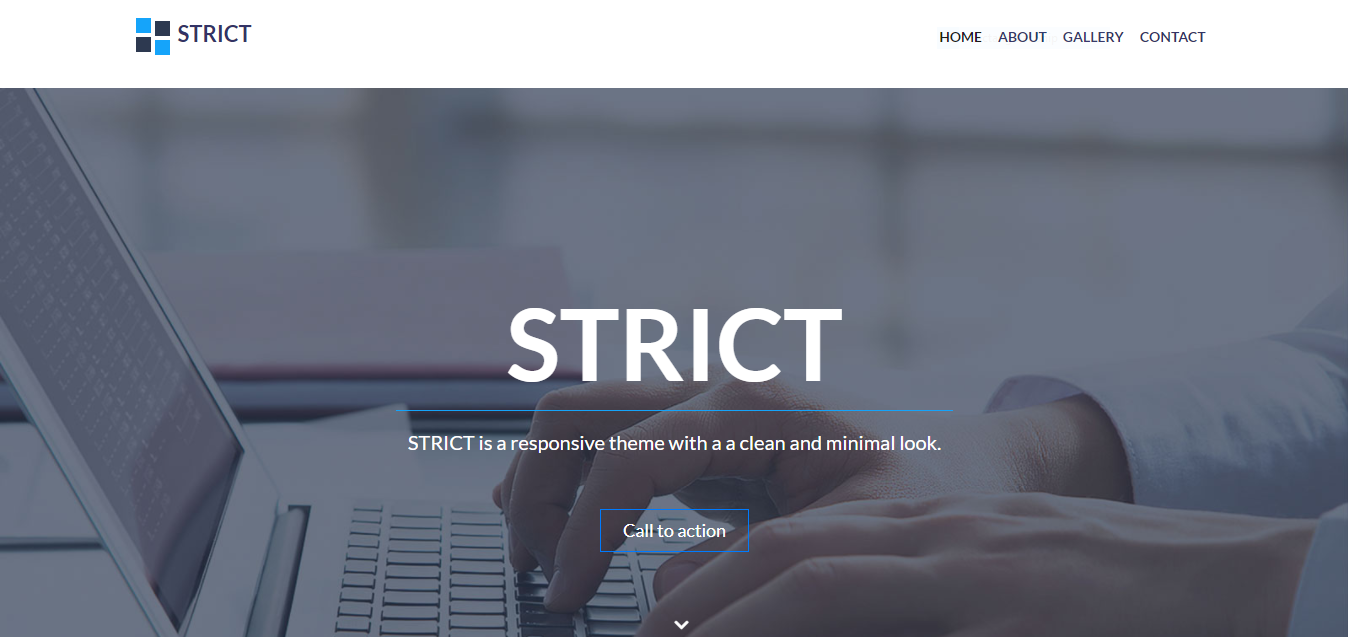 STRICT
HOME ABOUT GALLERY CONTACT
STRICT
STRICT is a responsive theme with a a clean and minimal look.
Call to action